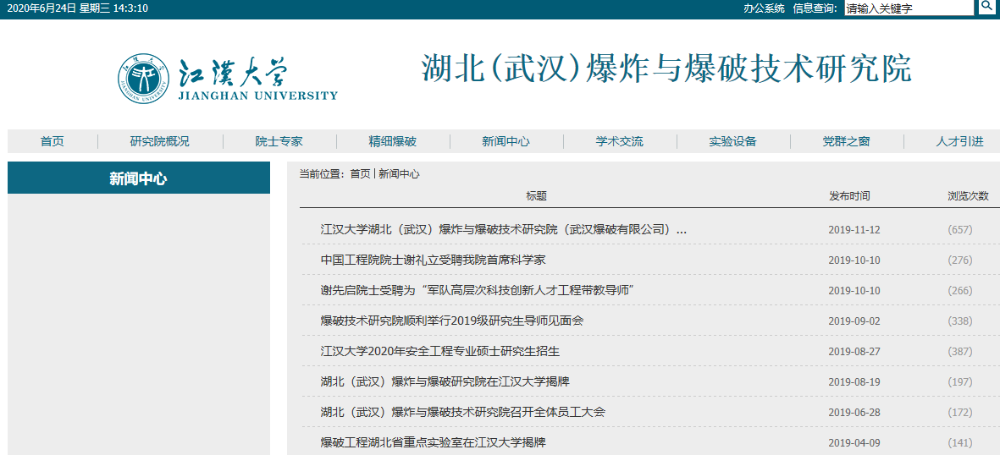 2020年6月24日 星期三 14:3:10 办公系统 信息查询: 请输入关键字
江漢大学 湖北(武汉)爆炸与爆破技术研究院
JIANGHAN UNIVERSITY
首页 研究院概况 院士专家 精细爆破 新闻中心 学术交流 实验设备 党群之窗 人才引进
新闻中心
当前位置：首页 | 新闻中心
标题 发布时间 浏览次数
江汉大学湖北（武汉）爆炸与爆破技术研究院（武汉爆破有限公司）... 2019-11-12 (657)
中国工程院院士谢礼立受聘我院首席科学家 2019-10-10 (276)
谢先启院士受聘为“军队高层次科技创新人才工程带教导师” 2019-10-10 (266)
爆破技术研究院顺利举行2019级研究生导师见面会 2019-09-02 (338)
江汉大学2020年安全工程专业硕士研究生招生 2019-08-27 (387)
湖北（武汉）爆炸与爆破研究院在江汉大学揭牌 2019-08-19 (197)
湖北（武汉）爆炸与爆破技术研究院召开全体员工大会 2019-06-28 (172)
爆破工程湖北省重点实验室在江汉大学揭牌 2019-04-09 (141)